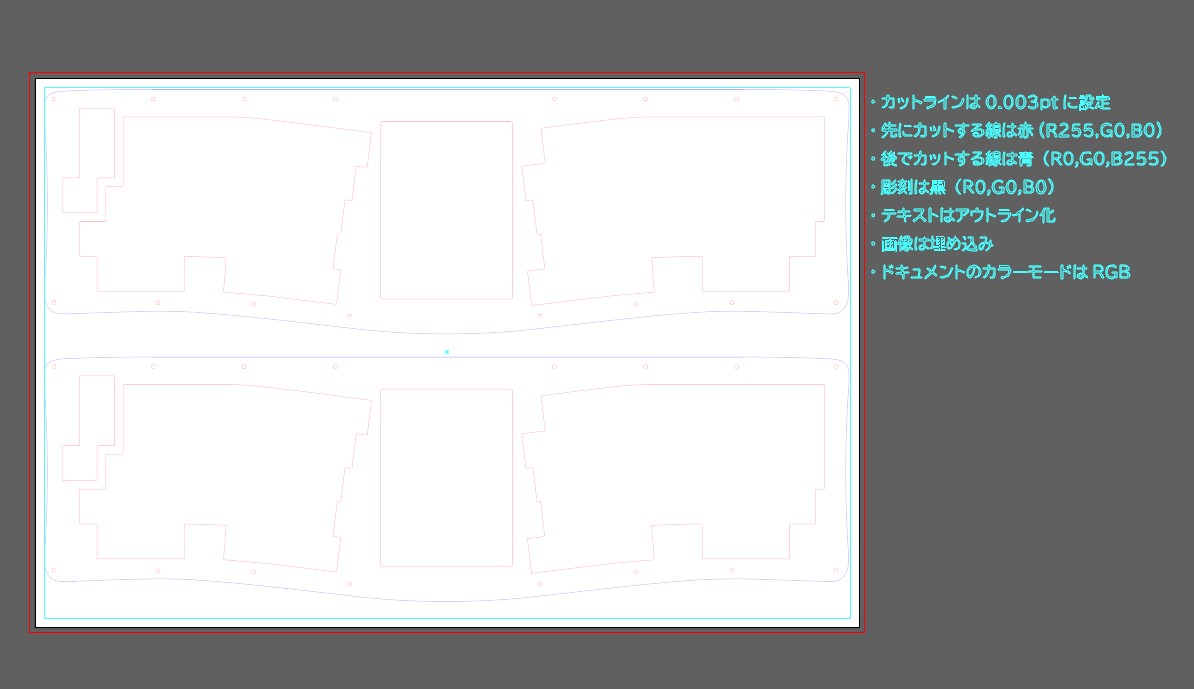 ・カットラインは 0.003pt に設定
・先にカットする線は赤（R255,G0,B0）
・後でカットする線は青（R0,G0,B255）
・彫刻は黒（R0,G0,B0）
・テキストはアウトライン化
・画像は埋め込み
・ドキュメントのカラーモードは RGB